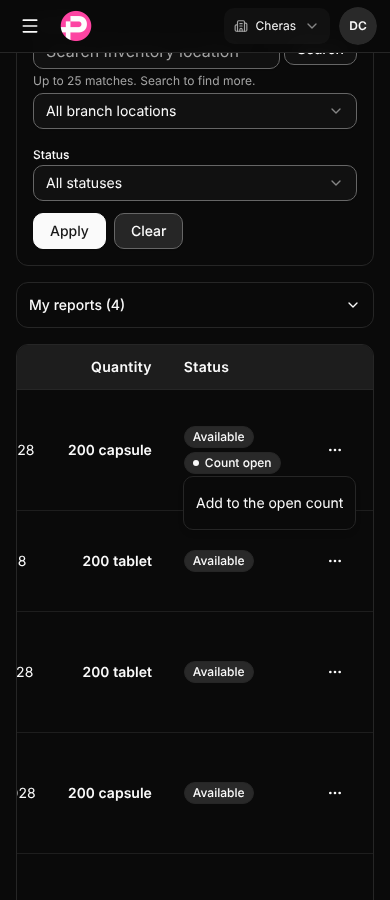 Cheras
DC
Search inventory location
Search
Up to 25 matches. Search to find more.
All branch locations
Status
All statuses
Apply
Clear
My reports (4)
Quantity Status
28 200 capsule Available
Count open
Add to the open count
8 200 tablet Available
28 200 tablet Available
028 200 capsule Available